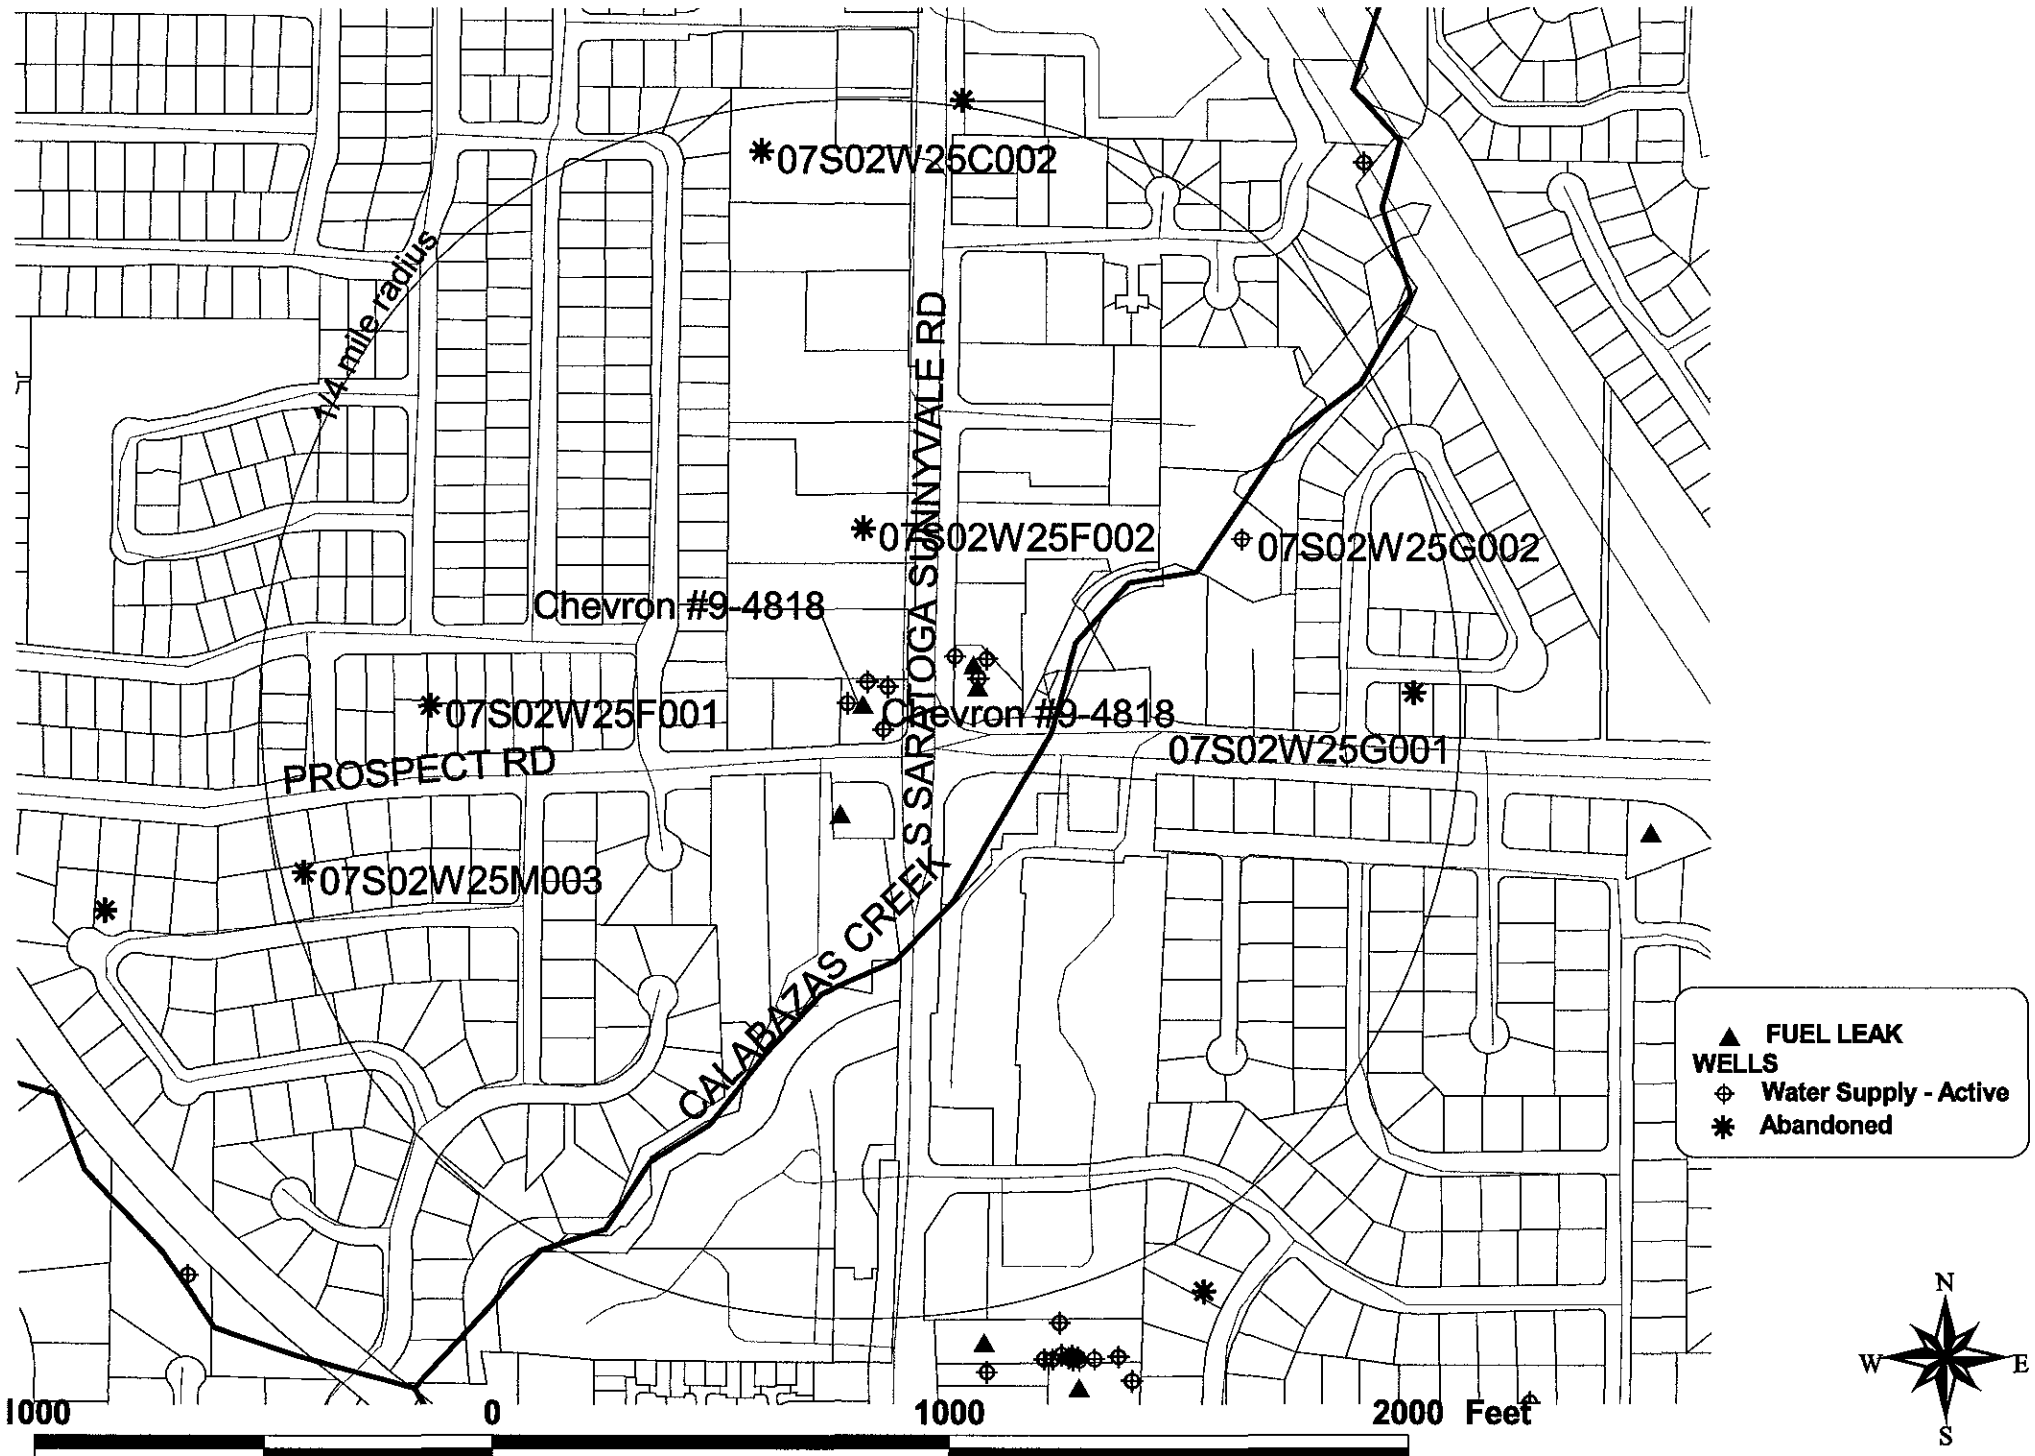 07S02W25C002
1/4 mile radius
S SARATOGA SUNNYVALE RD
07S02W25F002
07S02W25G002
Chevron #9-4818
07S02W25F001
Chevron #9-4818
07S02W25G001
PROSPECT RD
07S02W25M003
CALABAZAS CREEK
FUEL LEAK
WELLS
Water Supply - Active
Abandoned
N
W E
S
1000 0 1000 2000 Feet